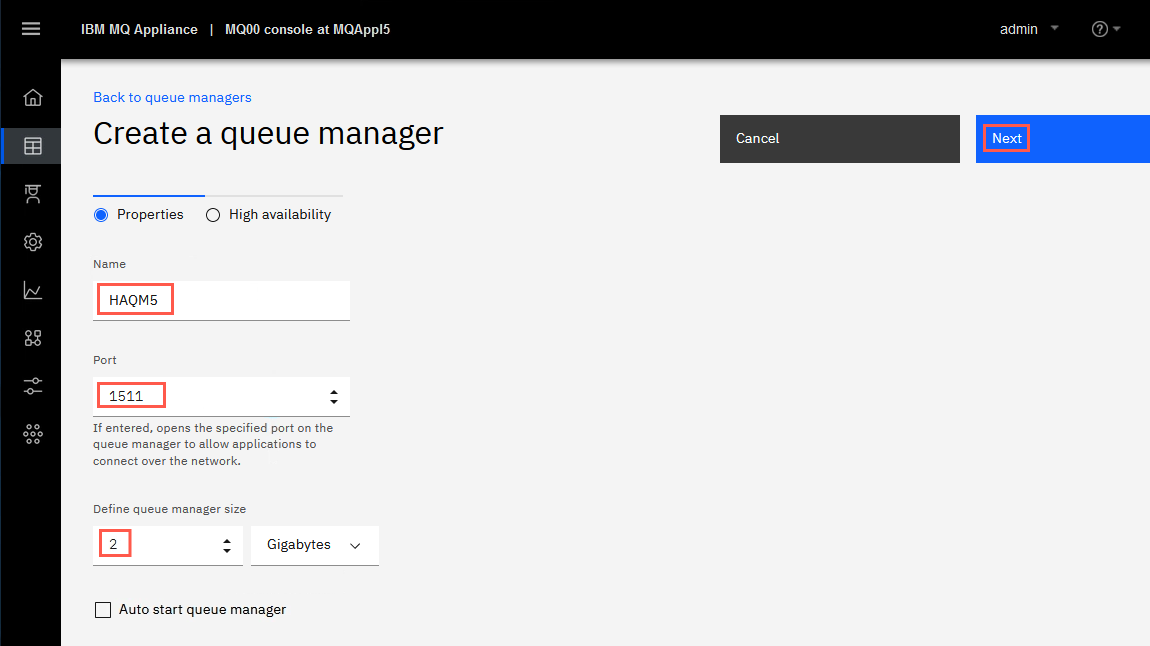 IBM MQ Appliance | MQ00 console at MQAppl5
admin
Back to queue managers
Create a queue manager
Cancel
Next
Properties
High availability
Name
HAQM5
Port
1511
If entered, opens the specified port on the
queue manager to allow applications to
connect over the network.
Define queue manager size
2
Gigabytes
Auto start queue manager